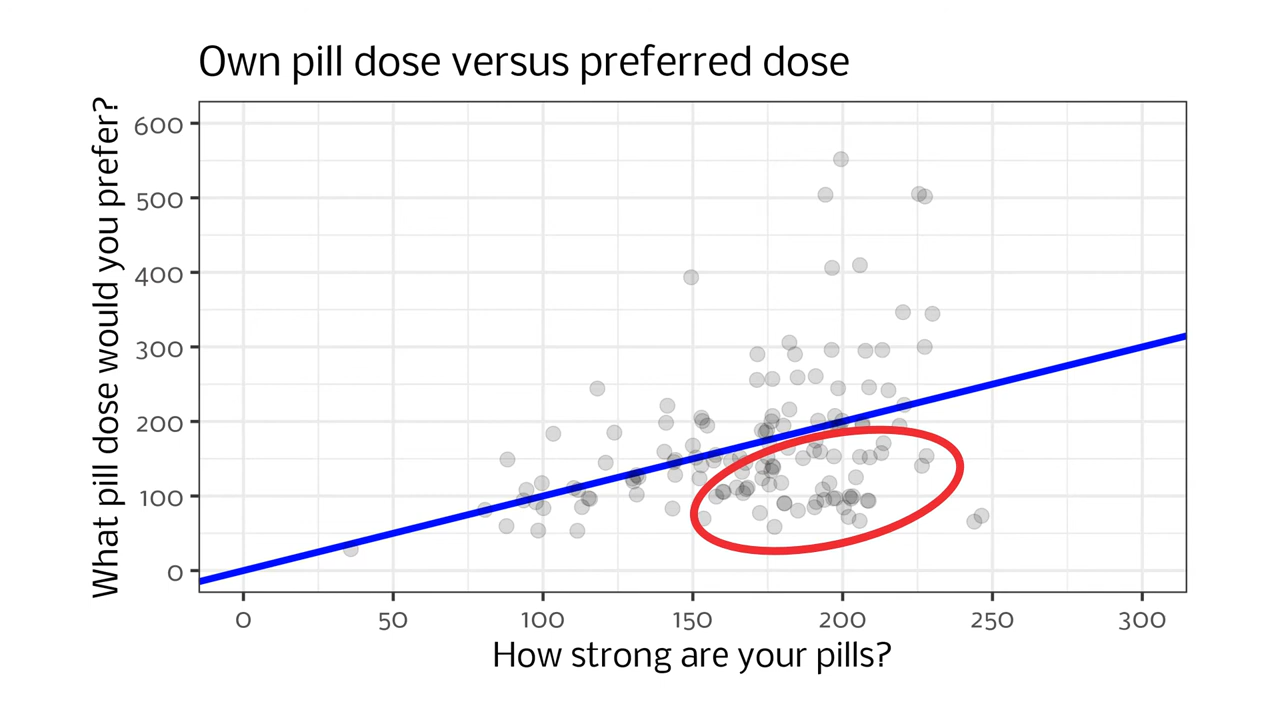 Own pill dose versus preferred dose
What pill dose would you prefer?
600
500
400
300
200
100
0
0 50 100 150 200 250 300
How strong are your pills?